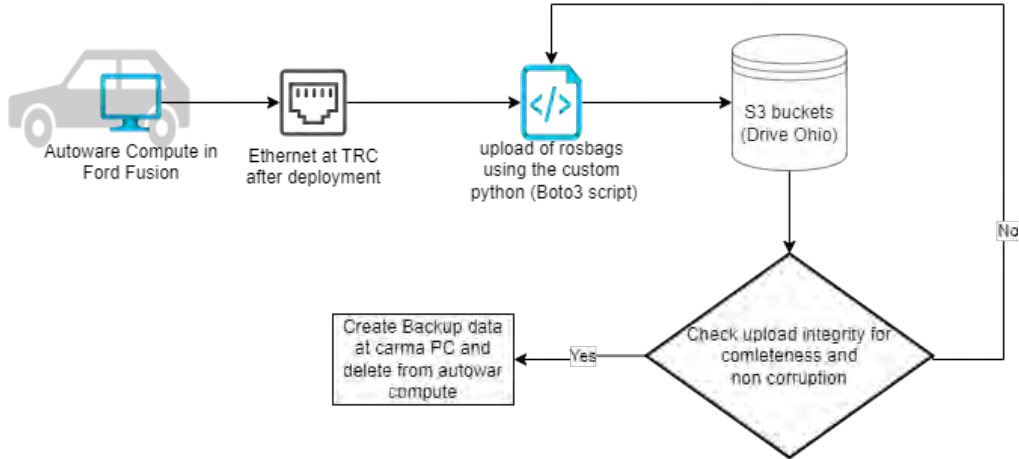 Autoware Compute in
Ford Fusion
Ethernet at TRC
after deployment
upload of rosbags
using the custom
python (Boto3 script)
S3 buckets
(Drive Ohio)
No
Check upload integrity for
comleteness and
non corruption
Yes
Create Backup data
at carma PC and
delete from autowar
compute